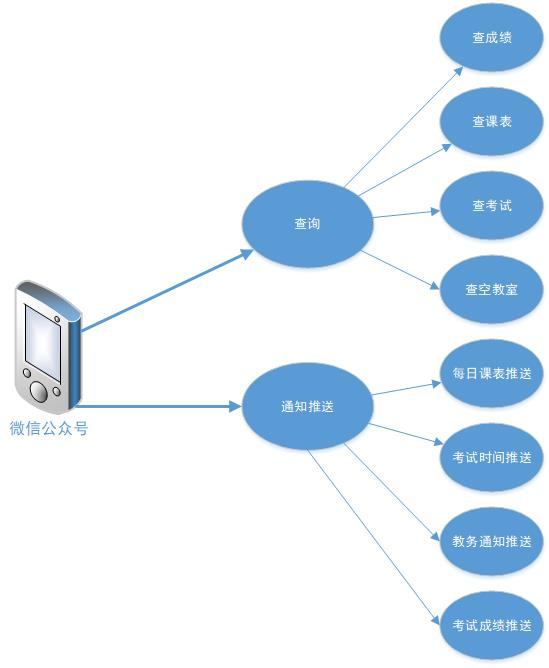 查成绩
查课表
查考试
查空教室
查询
每日课表推送
考试时间推送
教务通知推送
考试成绩推送
通知推送
微信公众号